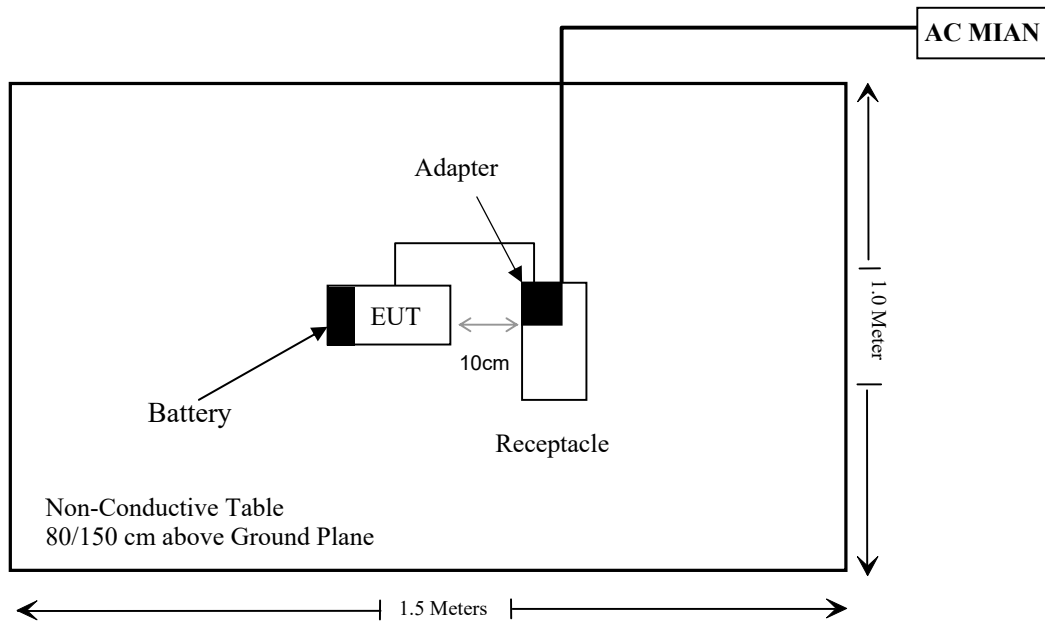 AC MIAN
Adapter
EUT
10cm
1.0 Meter
Battery
Receptacle
Non-Conductive Table
80/150 cm above Ground Plane
1.5 Meters